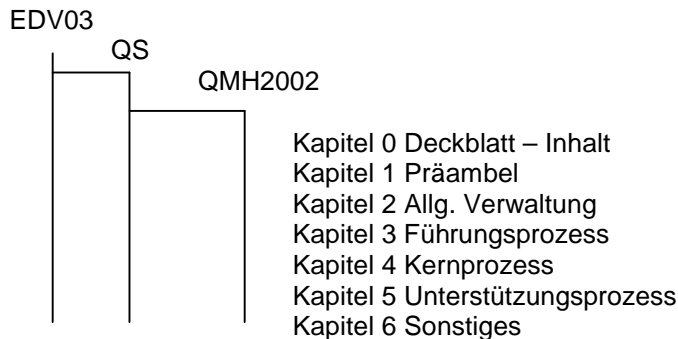 EDV03
QS
QMH2002
Kapitel 0 Deckblatt – Inhalt
Kapitel 1 Präambel
Kapitel 2 Allg. Verwaltung
Kapitel 3 Führungsprozess
Kapitel 4 Kernprozess
Kapitel 5 Unterstützungsprozess
Kapitel 6 Sonstiges